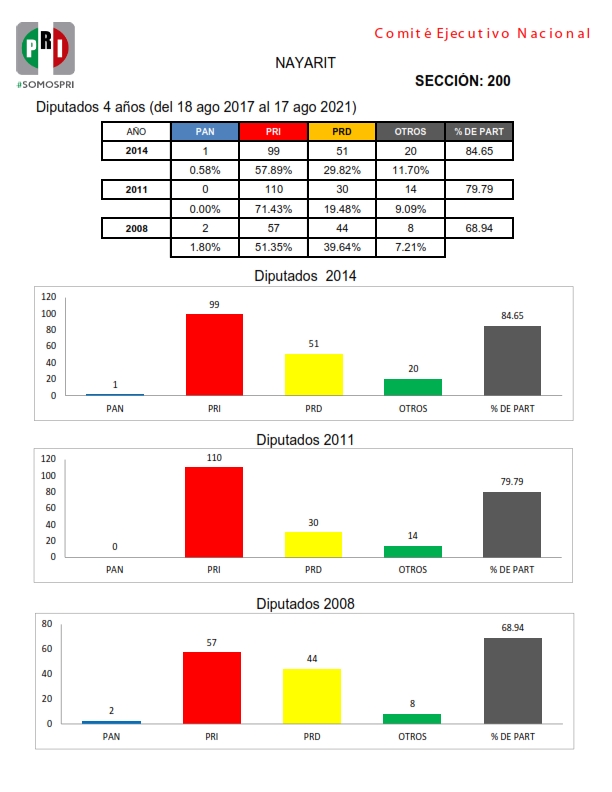 Comité Ejecutivo Nacional
PRI
#SOMOSPRI
NAYARIT
SECCIÓN: 200
Diputados 4 años (del 18 ago 2017 al 17 ago 2021)
AÑO PAN PRI PRD OTROS % DE PART
2014 1 99 51 20 84.65
0.58% 57.89% 29.82% 11.70%
2011 0 110 30 14 79.79
0.00% 71.43% 19.48% 9.09%
2008 2 57 44 8 68.94
1.80% 51.35% 39.64% 7.21%
Diputados 2014
120
100
80
60
40
20
0
1 99 51 20 84.65
PAN PRI PRD OTROS % DE PART
Diputados 2011
120
100
80
60
40
20
0
0 110 30 14 79.79
PAN PRI PRD OTROS % DE PART
Diputados 2008
80
60
40
20
0
2 57 44 8 68.94
PAN PRI PRD OTROS % DE PART